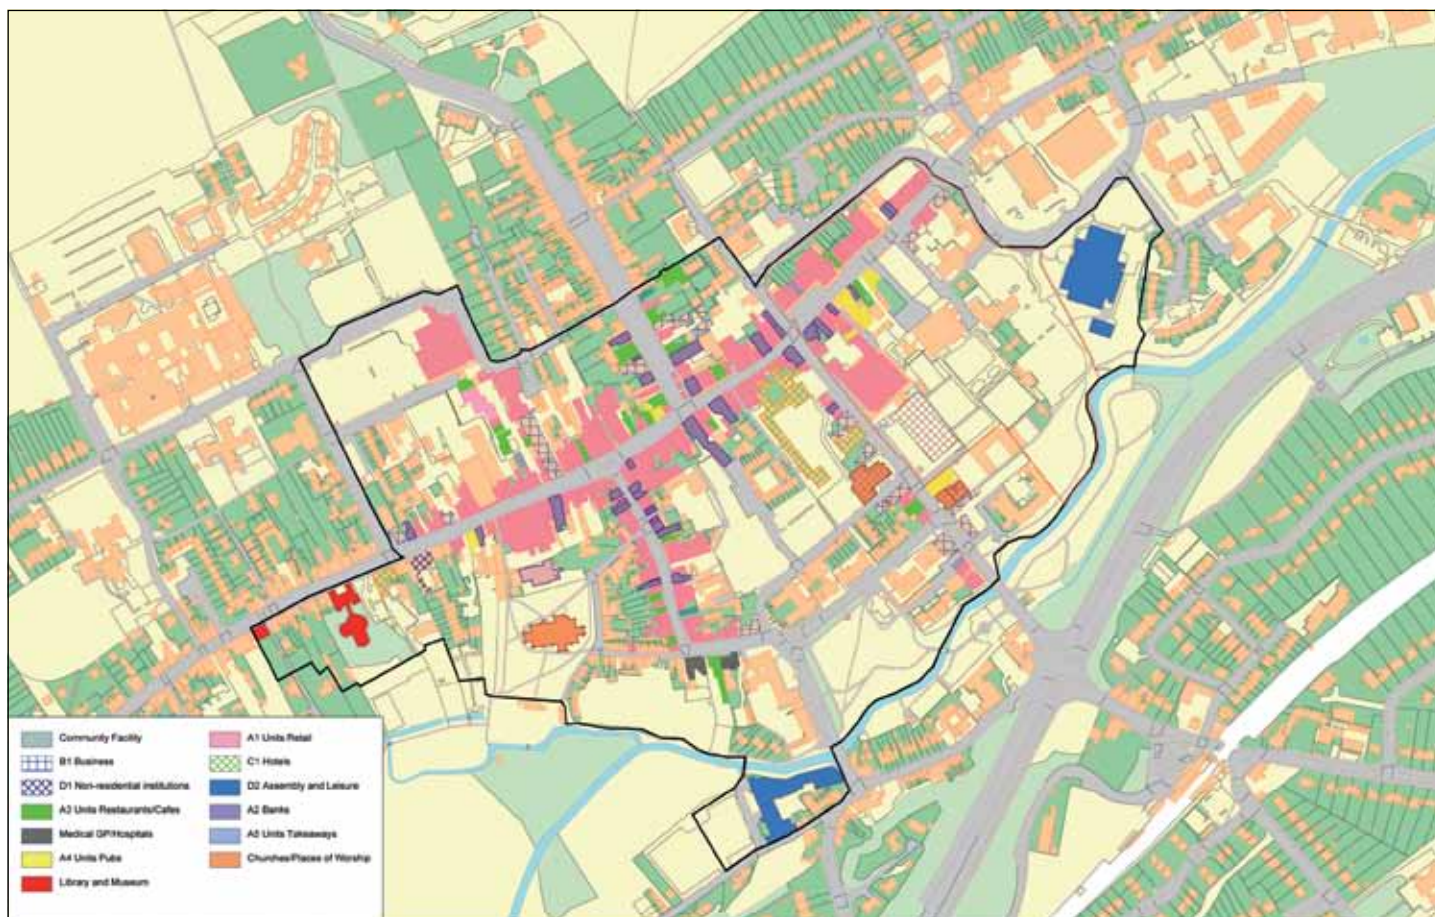 Community Facility
B1 Business
D1 Non-residential institutions
A3 Units Restaurants/Cafes
Medical GP/Hospitals
A4 Units Pubs
Library and Museum
A1 Units Retail
C1 Hotels
D2 Assembly and Leisure
A2 Banks
A5 Units Takeaways
Churches/Places of Worship